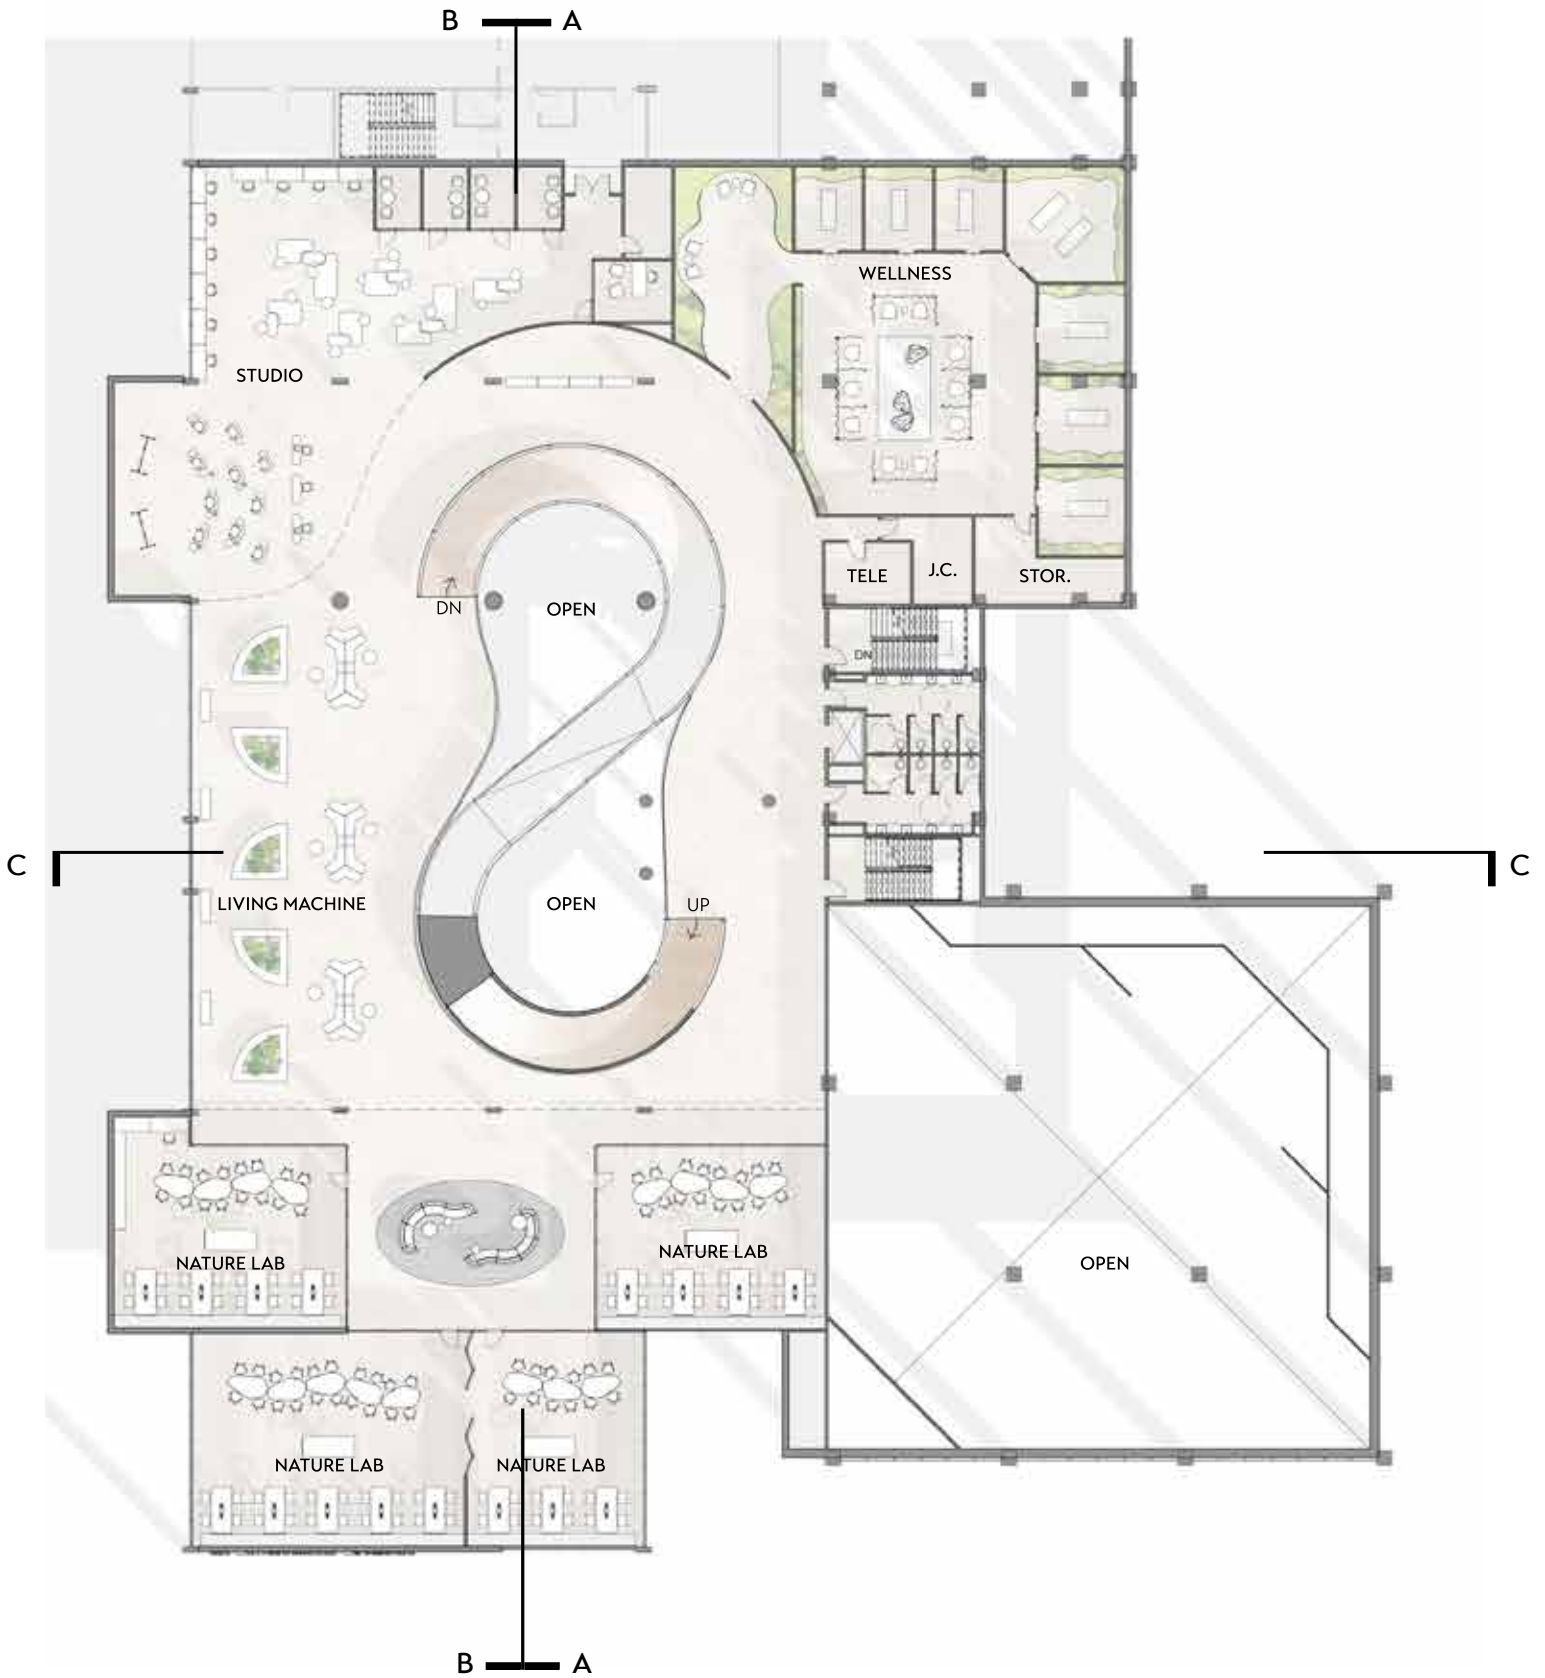 B A
WELLNESS
STUDIO
TELE
J.C.
STOR.
DN
OPEN
DN
C
C
LIVING MACHINE
OPEN
UP
NATURE LAB
NATURE LAB
OPEN
NATURE LAB
NATURE LAB
B A